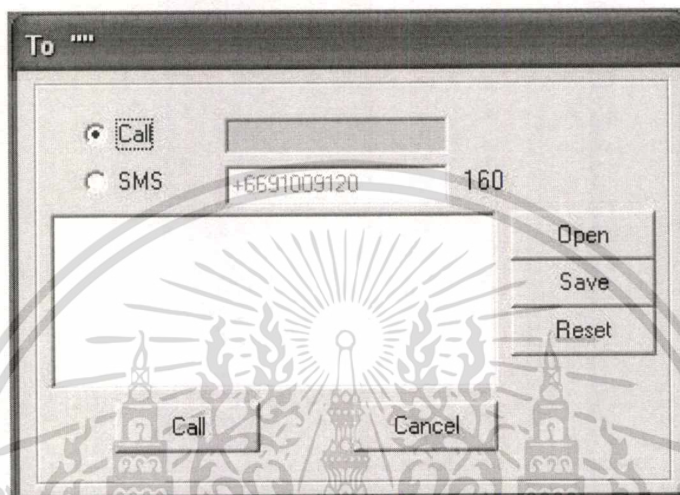 To ""
Call
SMS +6691009120 160
Open
Save
Reset
Call Cancel